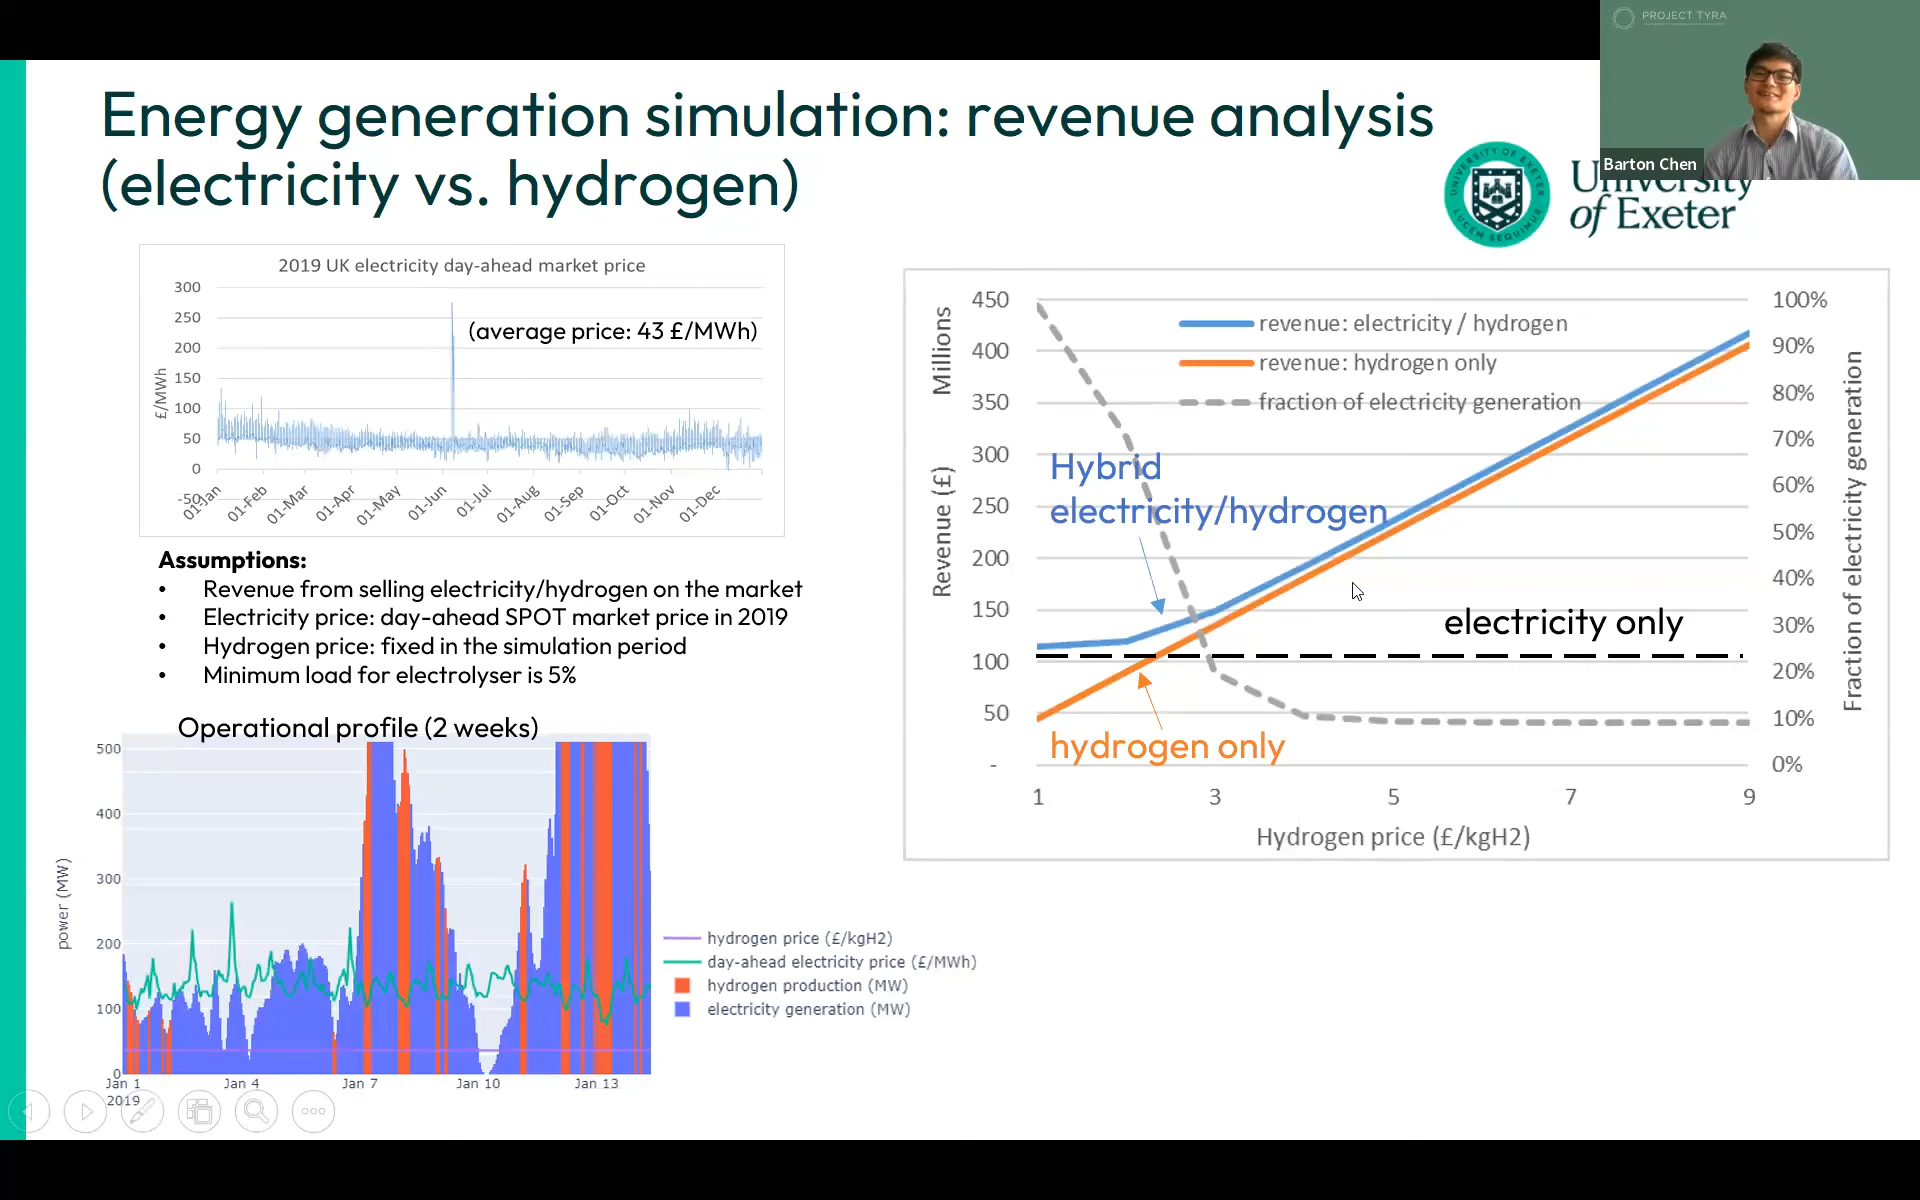 PROJECT TYRA
Barton Chen
Energy generation simulation: revenue analysis
(electricity vs. hydrogen)
UNIVERSITY OF EXETER
LUCEM SEQUIMUR
University
of Exeter
2019 UK electricity day-ahead market price
(average price: 43 £/MWh)
£/MWh
300
250
200
150
100
50
0
-50
01-Jan
01-Feb
01-Mar
01-Apr
01-May
01-Jun
01-Jul
01-Aug
01-Sep
01-Oct
01-Nov
01-Dec
Assumptions:
• Revenue from selling electricity/hydrogen on the market
• Electricity price: day-ahead SPOT market price in 2019
• Hydrogen price: fixed in the simulation period
• Minimum load for electrolyser is 5%
Operational profile (2 weeks)
power (MW)
500
400
300
200
100
0
Jan 1
2019
Jan 4
Jan 7
Jan 10
Jan 13
hydrogen price (£/kgH2)
day-ahead electricity price (£/MWh)
hydrogen production (MW)
electricity generation (MW)
Millions
Revenue (£)
450
400
350
300
250
200
150
100
50
-
revenue: electricity / hydrogen
revenue: hydrogen only
fraction of electricity generation
Hybrid
electricity/hydrogen
electricity only
hydrogen only
100%
90%
80%
70%
60%
50%
40%
30%
20%
10%
0%
Fraction of electricity generation
1
3
5
7
9
Hydrogen price (£/kgH2)